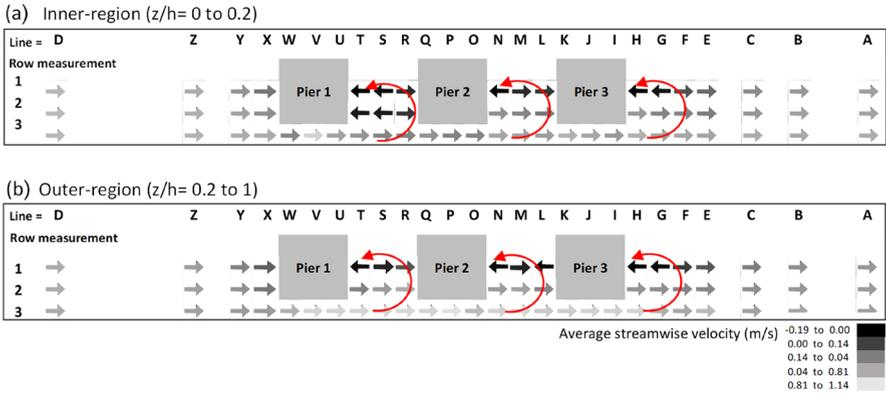 (a) Inner-region (z/h= 0 to 0.2)
Line = D Z Y X W V U T S R Q P O N M L K J I H G F E C B A
Row measurement
1
Pier 1 Pier 2 Pier 3
2
3
(b) Outer-region (z/h= 0.2 to 1)
Line = D Z Y X W V U T S R Q P O N M L K J I H G F E C B A
Row measurement
1 Pier 1 Pier 2 Pier 3
2
3
Average streamwise velocity (m/s)
-0.19 to 0.00
0.00 to 0.14
0.14 to 0.04
0.04 to 0.81
0.81 to 1.14